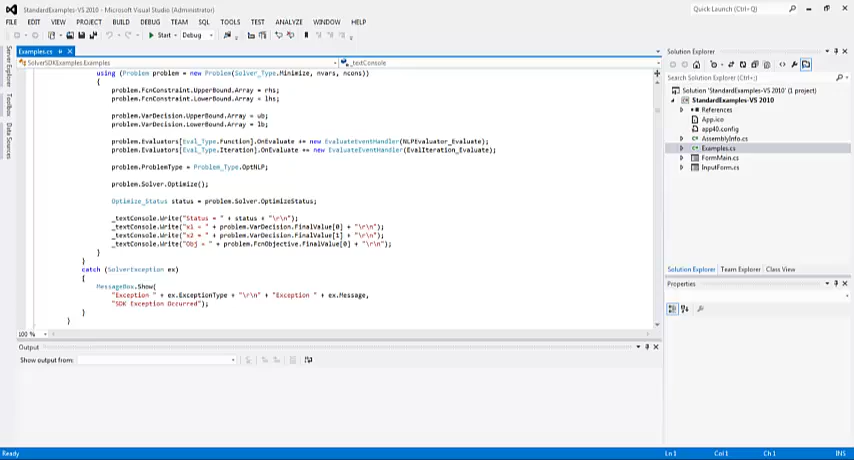 StandardExamples-VS 2010 - Microsoft Visual Studio (Administrator)
Quick Launch (Ctrl+Q)
FILE EDIT VIEW PROJECT BUILD DEBUG TEAM SQL TOOLS TEST ANALYZE WINDOW HELP
Start Debug
Server Explorer
Toolbox
Data Sources
Examples.cs
SolverSDKExamples.Examples
_textConsole
using (Problem problem = new Problem(Solver_Type.Minimize, nvars, ncons))
{
problem.FcnConstraint.UpperBound.Array = rhs;
problem.FcnConstraint.LowerBound.Array = lhs;
problem.VarDecision.UpperBound.Array = ub;
problem.VarDecision.LowerBound.Array = lb;
problem.Evaluators[Eval_Type.Function].OnEvaluate += new EvaluateEventHandler(NLPEvaluator_Evaluate);
problem.Evaluators[Eval_Type.Iteration].OnEvaluate += new EvaluateEventHandler(EvalIteration_Evaluate);
problem.ProblemType = Problem_Type.OptNLP;
problem.Solver.Optimize();
Optimize_Status status = problem.Solver.OptimizeStatus;
_textConsole.Write("Status = " + status + "\r\n");
_textConsole.Write("x1 = " + problem.VarDecision.FinalValue[0] + "\r\n");
_textConsole.Write("x2 = " + problem.VarDecision.FinalValue[1] + "\r\n");
_textConsole.Write("Obj = " + problem.FcnObjective.FinalValue[0] + "\r\n");
}
}
catch (SolverException ex)
{
MessageBox.Show(
"Exception " + ex.ExceptionType + "\r\n" + "Exception " + ex.Message,
"SDK Exception Occurred");
}
}
100 %
Output
Show output from:
Solution Explorer
Search Solution Explorer (Ctrl+;)
Solution 'StandardExamples-VS 2010' (1 project)
StandardExamples-VS 2010
References
App.ico
app40.config
AssemblyInfo.cs
Examples.cs
FormMain.cs
InputForm.cs
Solution Explorer Team Explorer Class View
Properties
Ready
Ln 1 Col 1 Ch 1 INS